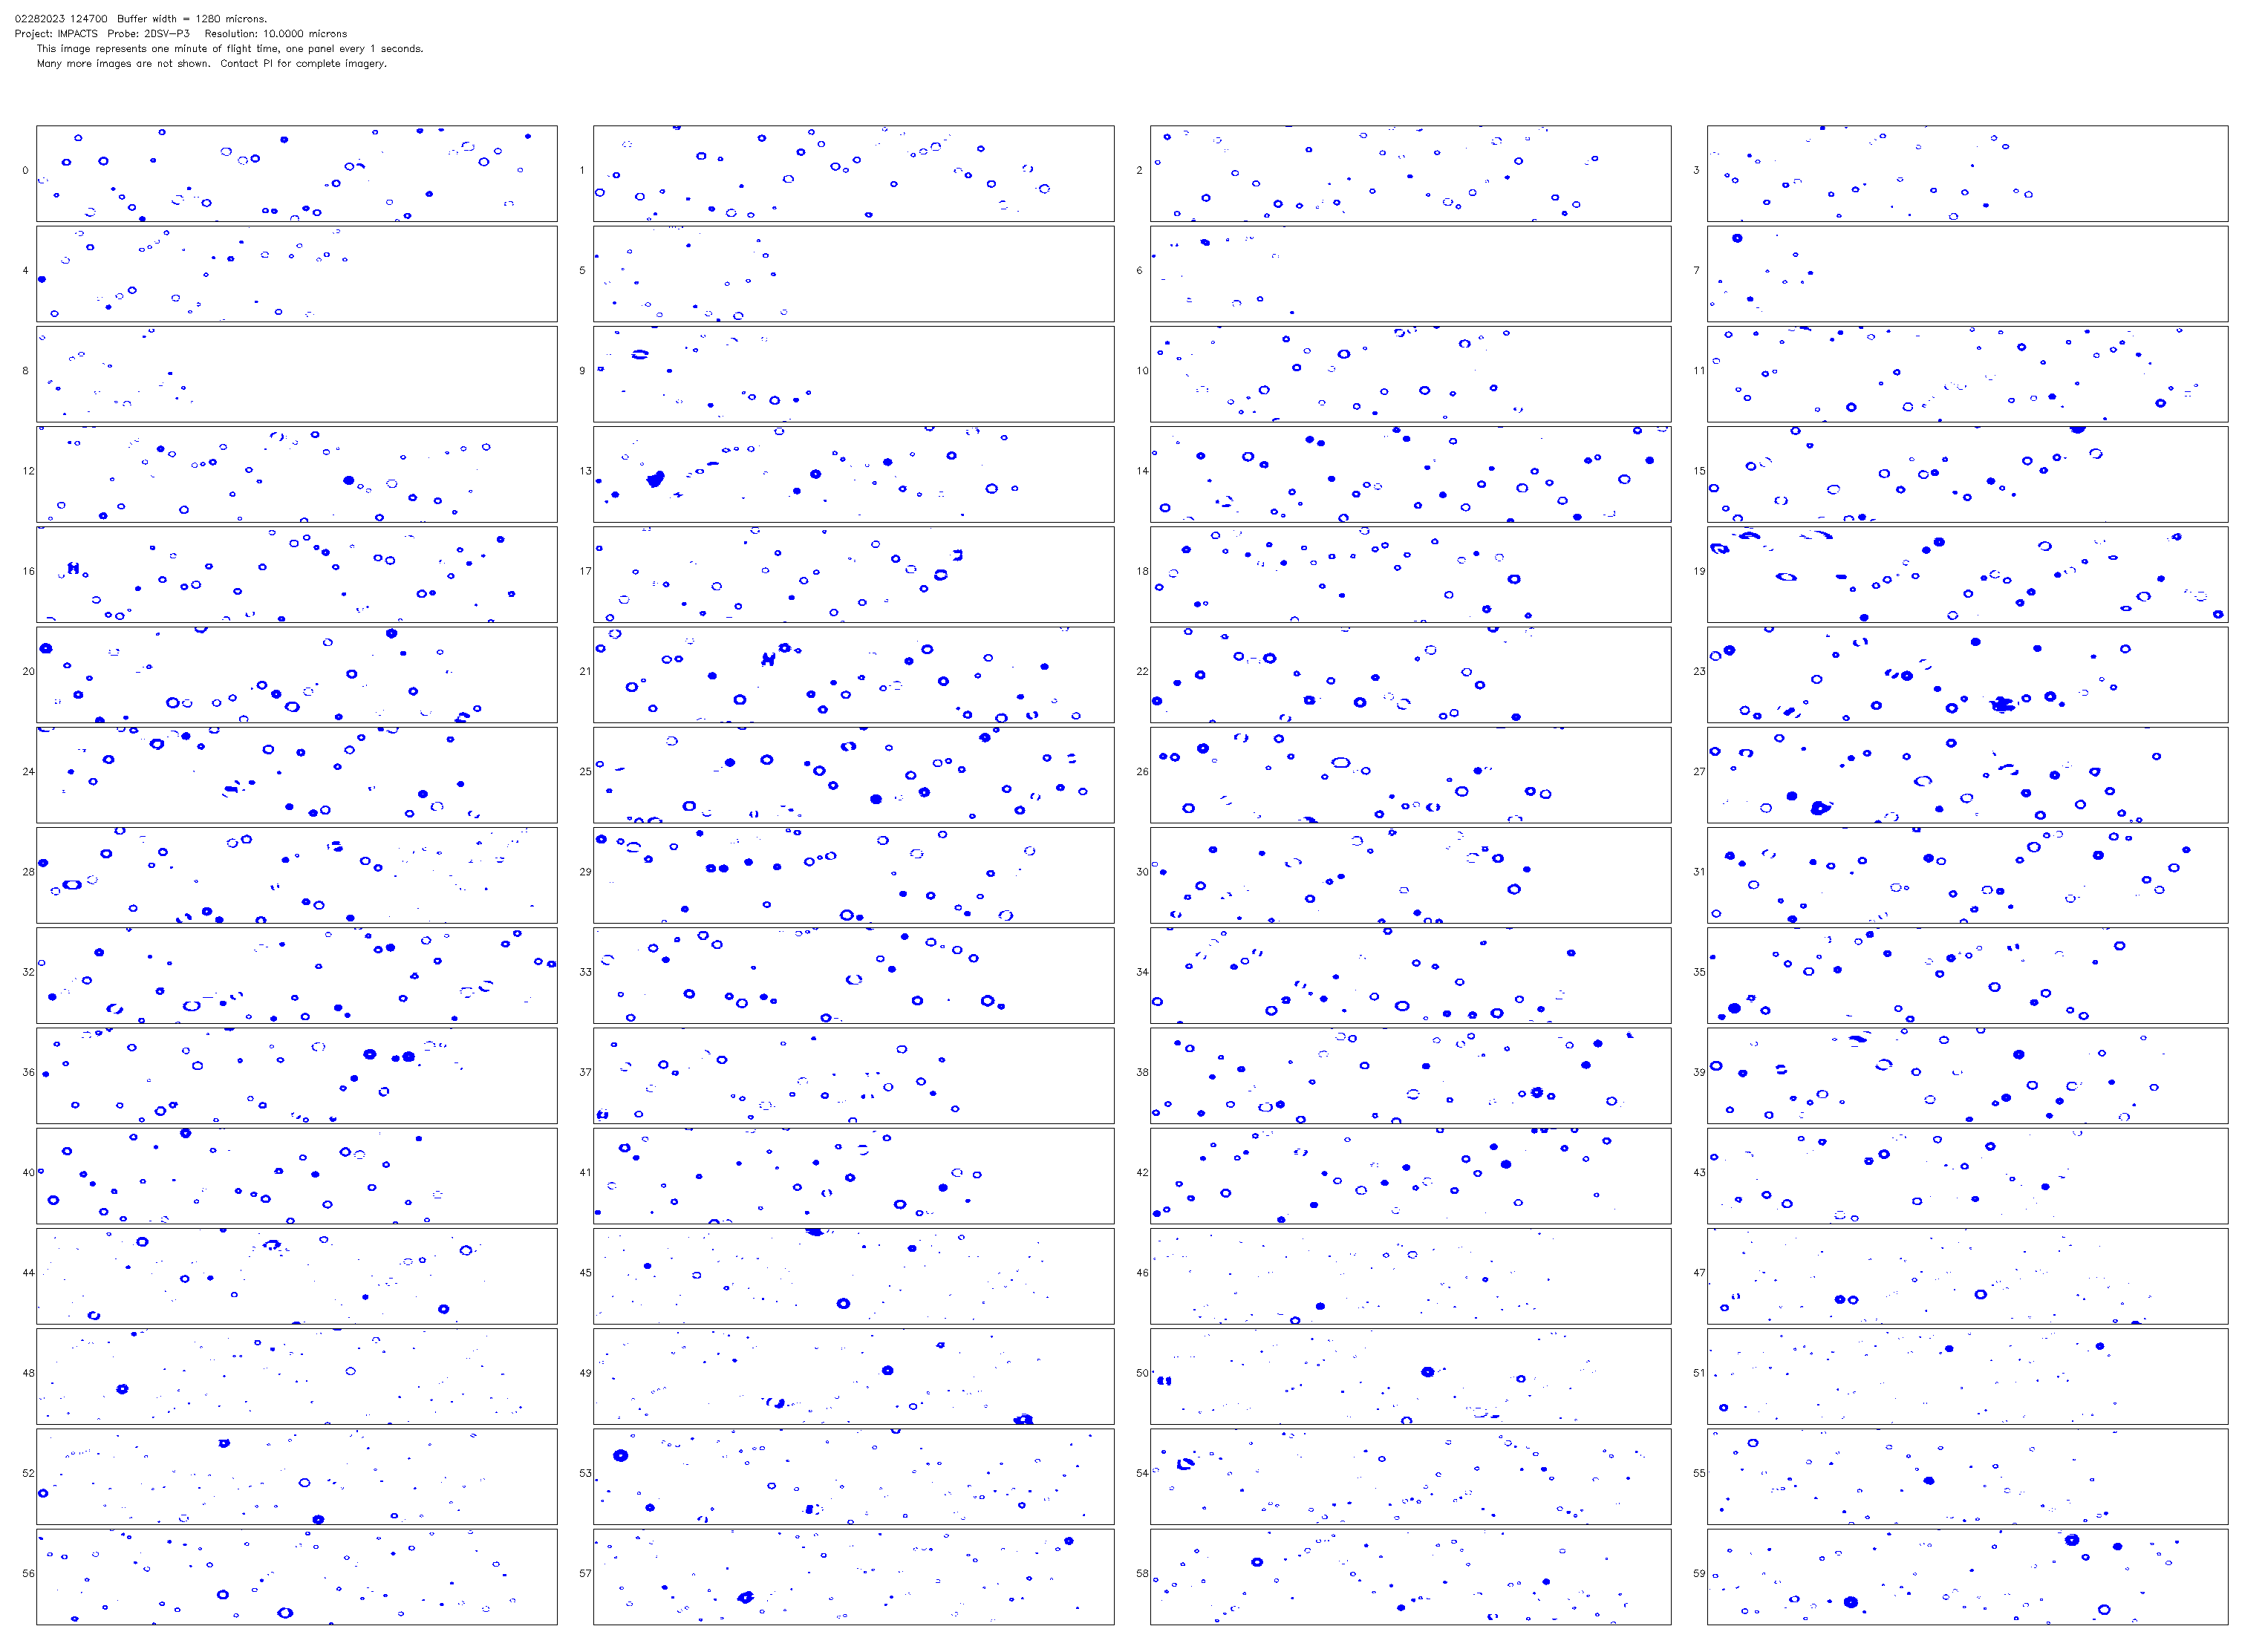 02282023 124700 Buffer width = 1280 microns.
Project: IMPACTS Probe: 2DSV-P3 Resolution: 10.0000 microns
This image represents one minute of flight time, one panel every 1 seconds.
Many more images are not shown. Contact PI for complete imagery.
0 1 2 3
4 5 6 7
8 9 10 11
12 13 14 15
16 17 18 19
20 21 22 23
24 25 26 27
28 29 30 31
32 33 34 35
36 37 38 39
40 41 42 43
44 45 46 47
48 49 50 51
52 53 54 55
56 57 58 59